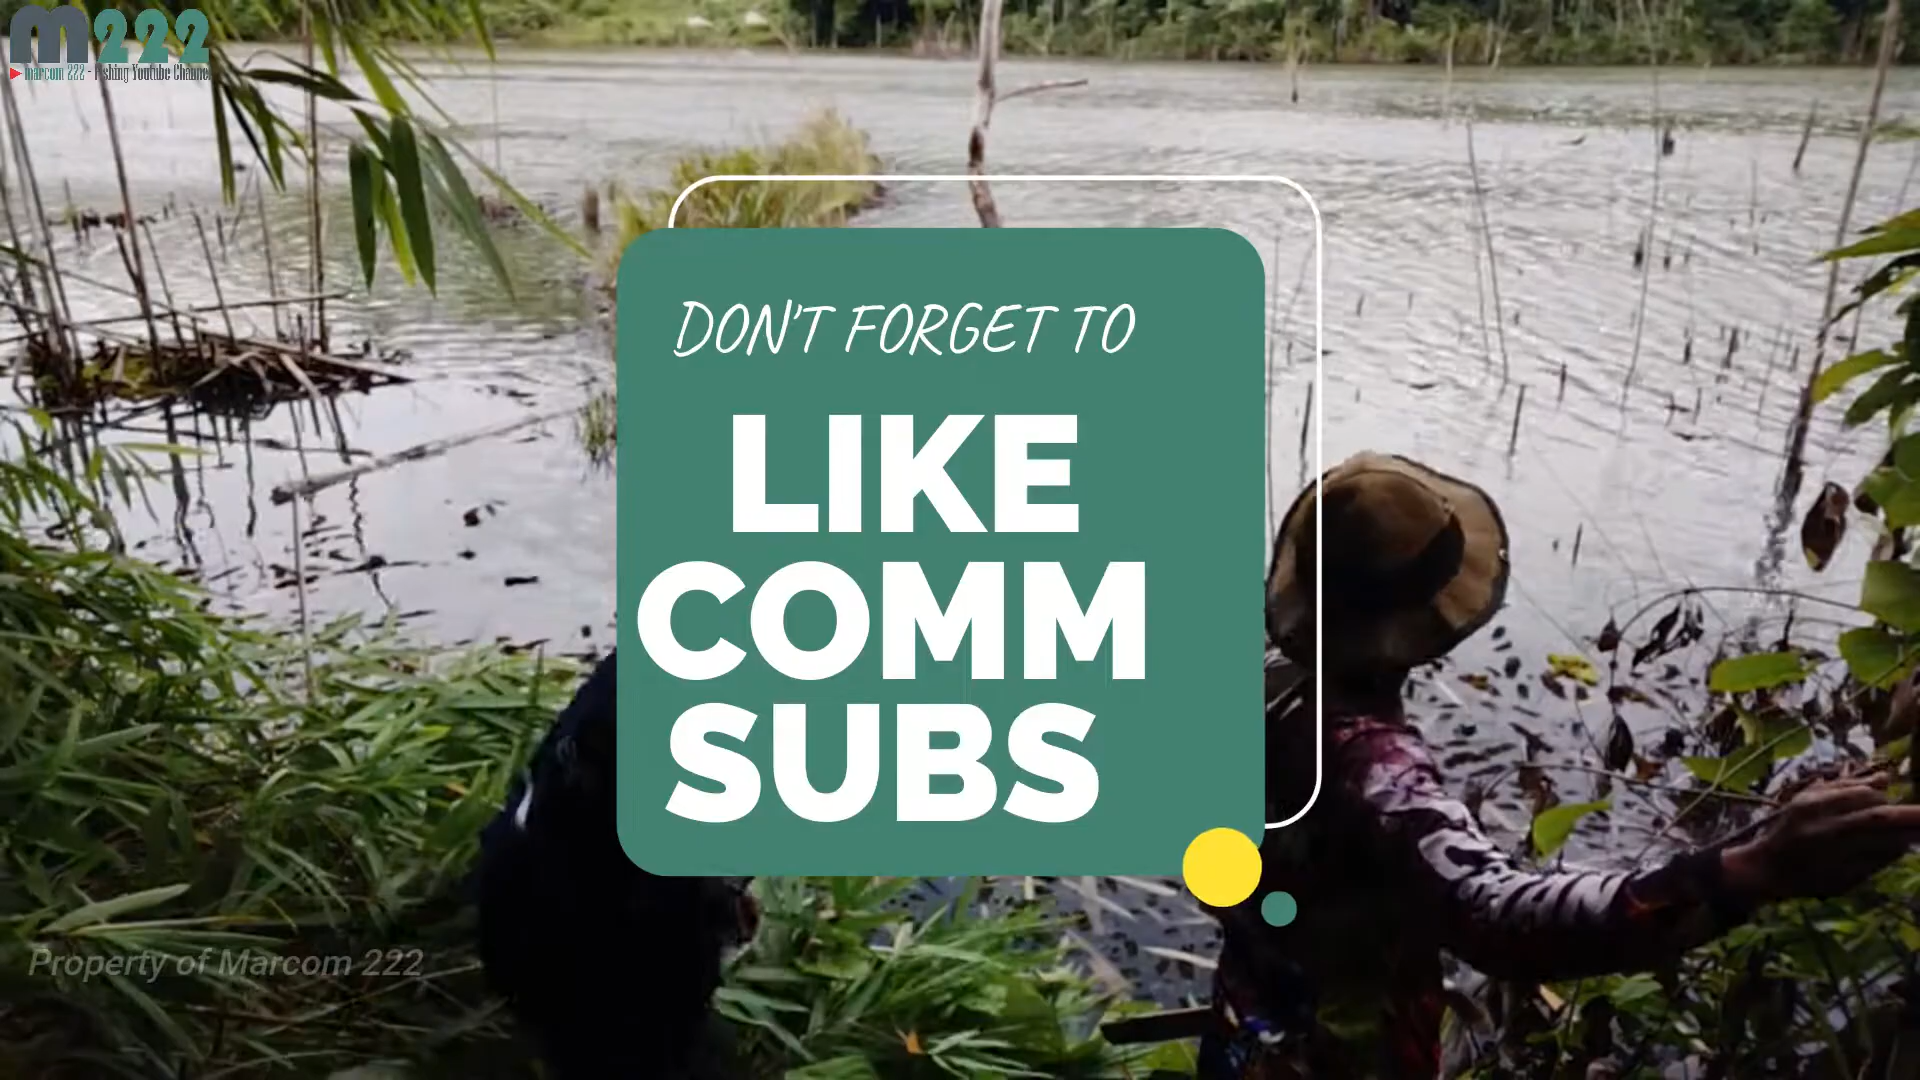 m222
marcom 222 - Fishing Youtube Channel
DON'T FORGET TO
LIKE
COMM
SUBS
Property of Marcom 222